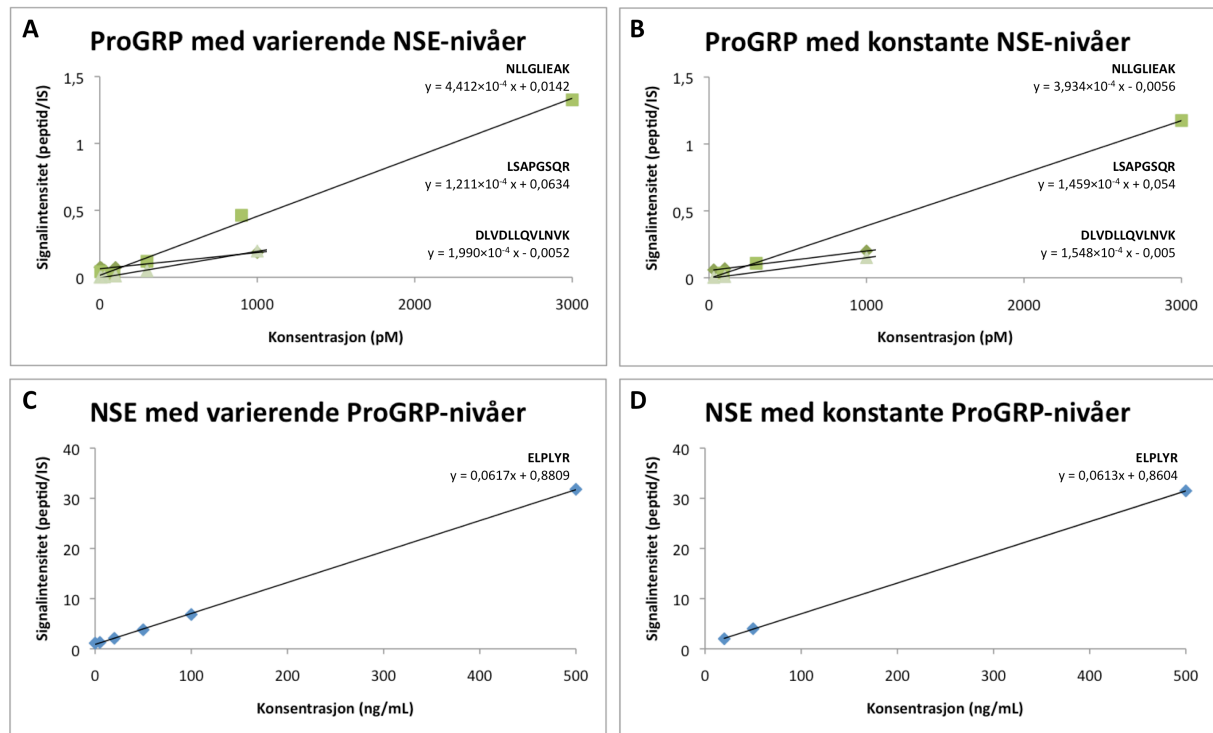 A
ProGRP med varierende NSE-nivåer
NLLGLIEAK
y = 4,412×10⁻⁴ x + 0,0142
LSAPGSQR
y = 1,211×10⁻⁴ x + 0,0634
DLVDLLQVLNVK
y = 1,990×10⁻⁴ x - 0,0052
Signalintensitet (peptid/IS)
1,5
1
0,5
0
0 1000 2000 3000
Konsentrasjon (pM)
B
ProGRP med konstante NSE-nivåer
NLLGLIEAK
y = 3,934×10⁻⁴ x - 0,0056
LSAPGSQR
y = 1,459×10⁻⁴ x + 0,054
DLVDLLQVLNVK
y = 1,548×10⁻⁴ x - 0,005
Signalintensitet (peptid/IS)
1,5
1
0,5
0
0 1000 2000 3000
Konsentrasjon (pM)
C
NSE med varierende ProGRP-nivåer
ELPLYR
y = 0,0617x + 0,8809
Signalintensitet (peptid/IS)
40
30
20
10
0
0 100 200 300 400 500
Konsentrasjon (ng/mL)
D
NSE med konstante ProGRP-nivåer
ELPLYR
y = 0,0613x + 0,8604
Signalintensitet (peptid/IS)
40
30
20
10
0
0 100 200 300 400 500
Konsentrasjon (ng/mL)